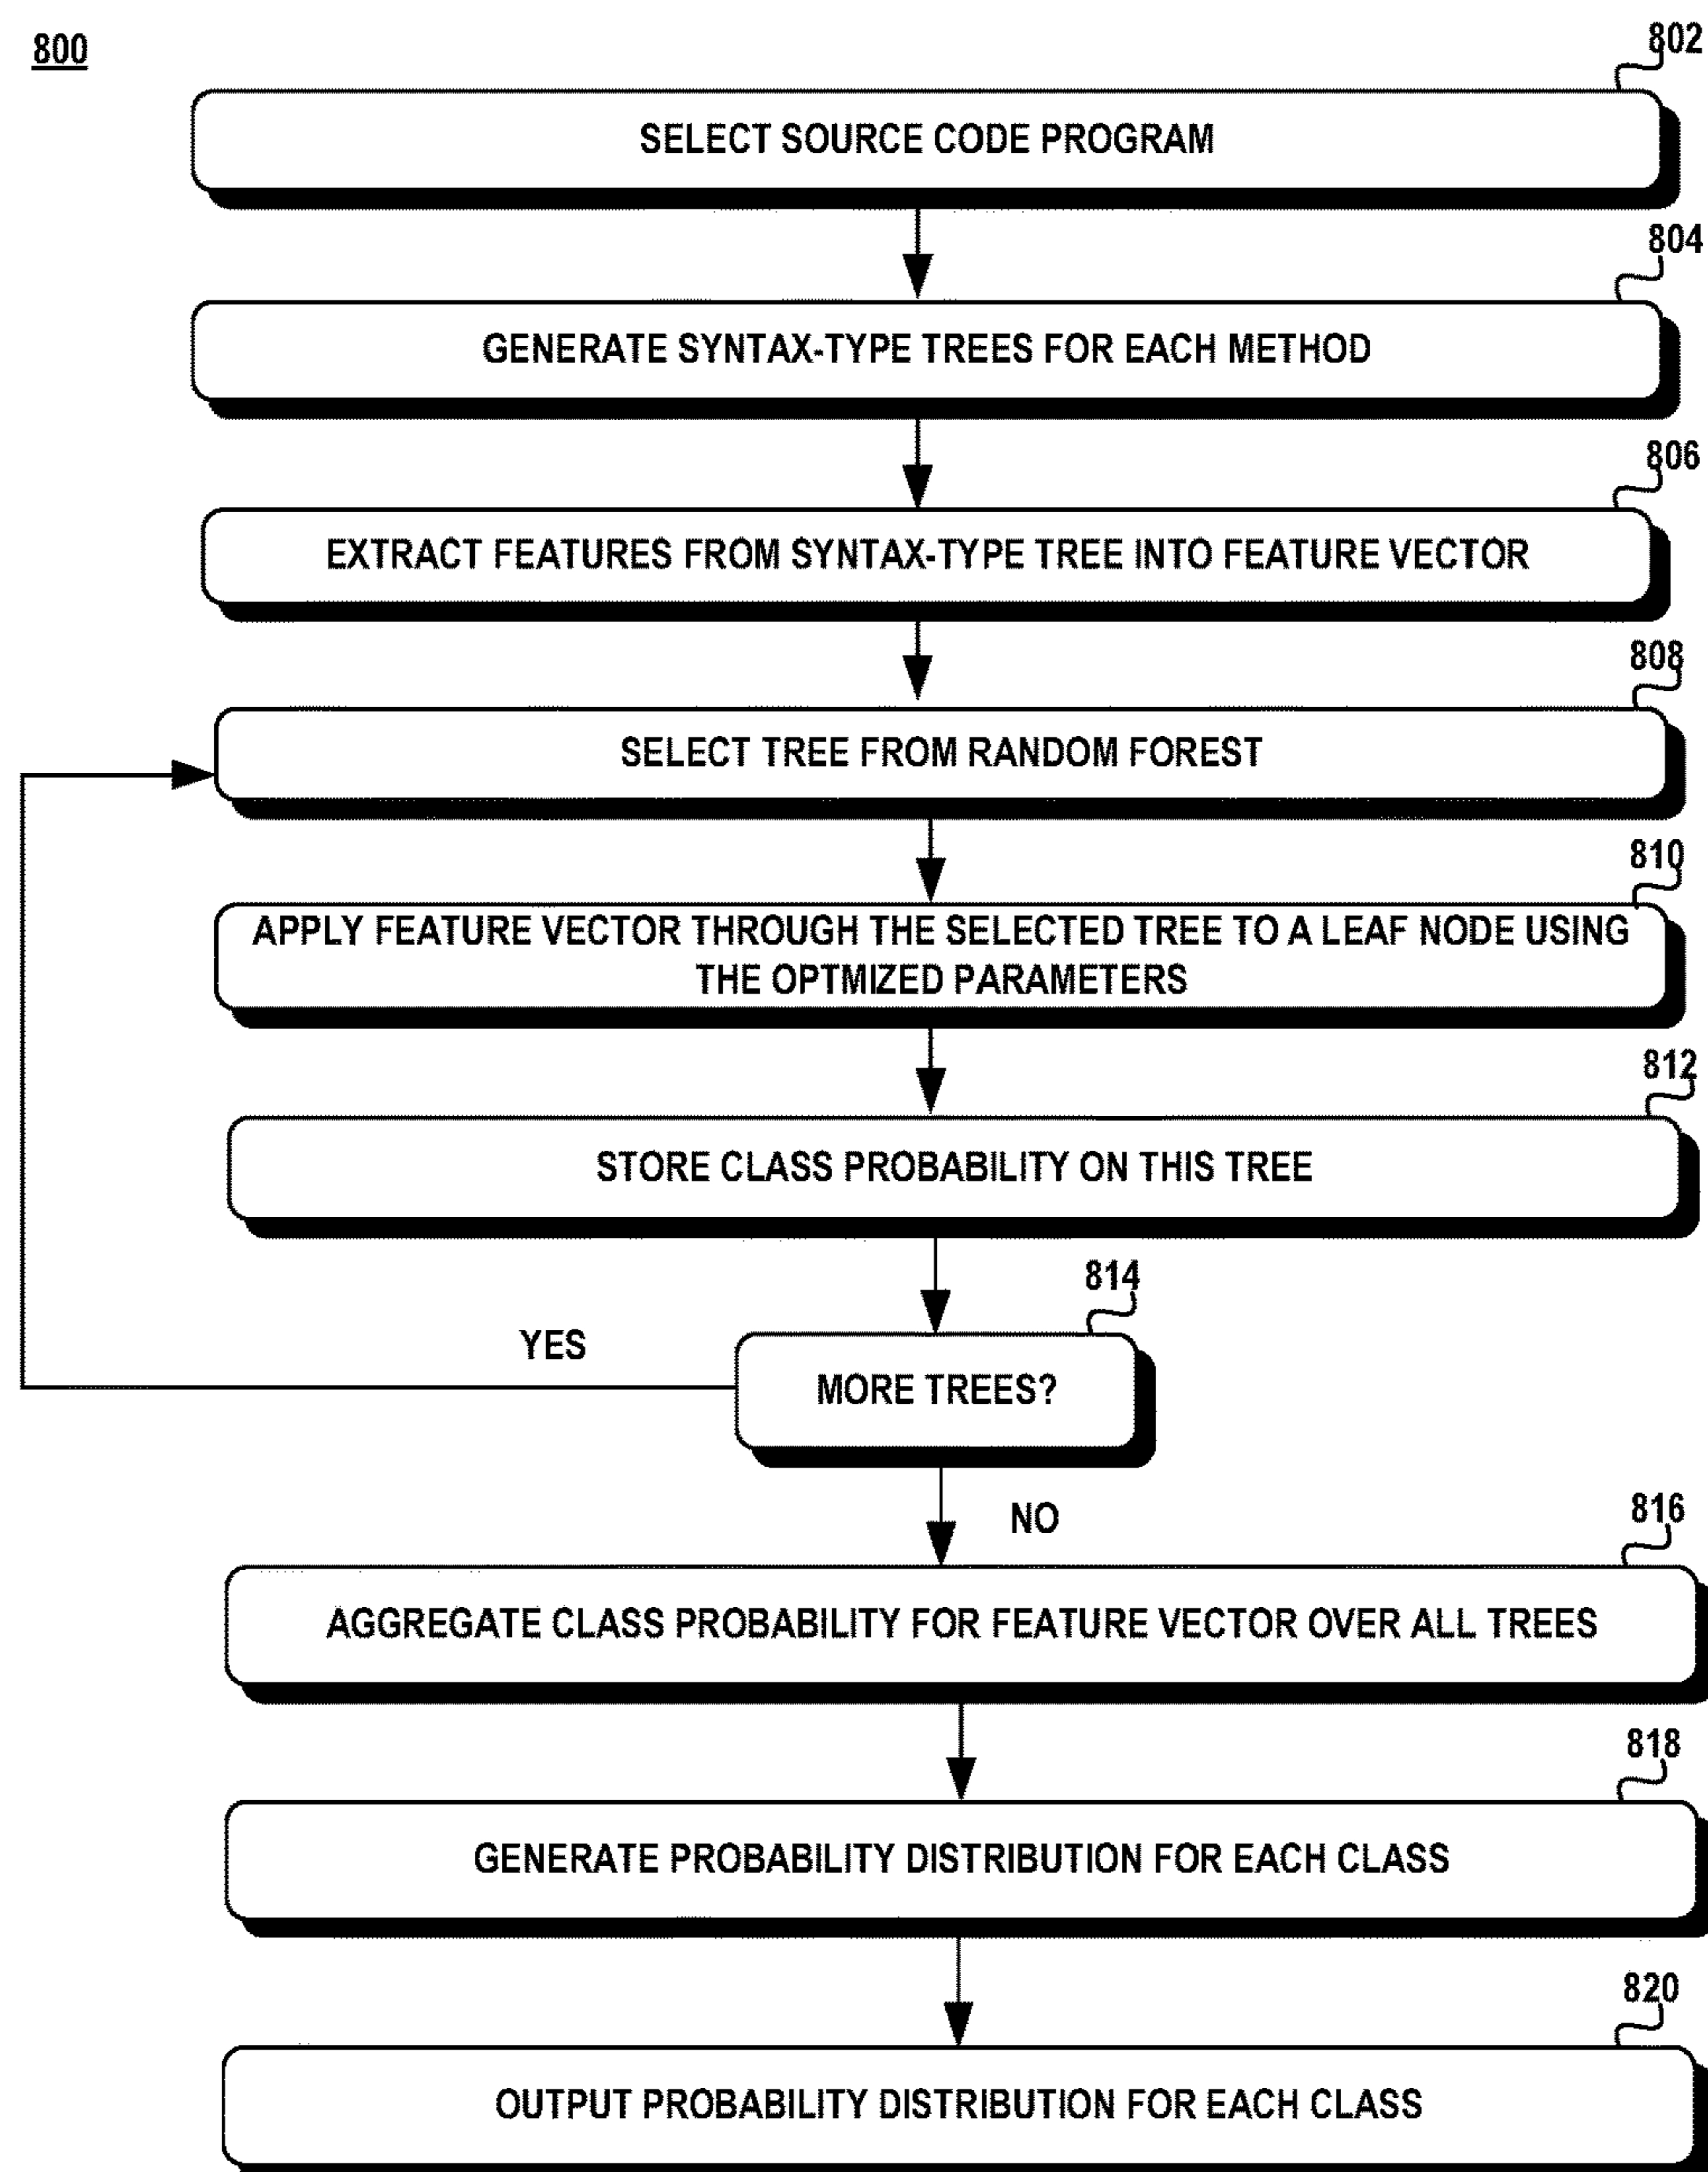 800
802
SELECT SOURCE CODE PROGRAM
804
GENERATE SYNTAX-TYPE TREES FOR EACH METHOD
806
EXTRACT FEATURES FROM SYNTAX-TYPE TREE INTO FEATURE VECTOR
808
SELECT TREE FROM RANDOM FOREST
810
APPLY FEATURE VECTOR THROUGH THE SELECTED TREE TO A LEAF NODE USING
THE OPTMIZED PARAMETERS
812
STORE CLASS PROBABILITY ON THIS TREE
814
YES
MORE TREES?
NO
816
AGGREGATE CLASS PROBABILITY FOR FEATURE VECTOR OVER ALL TREES
818
GENERATE PROBABILITY DISTRIBUTION FOR EACH CLASS
820
OUTPUT PROBABILITY DISTRIBUTION FOR EACH CLASS